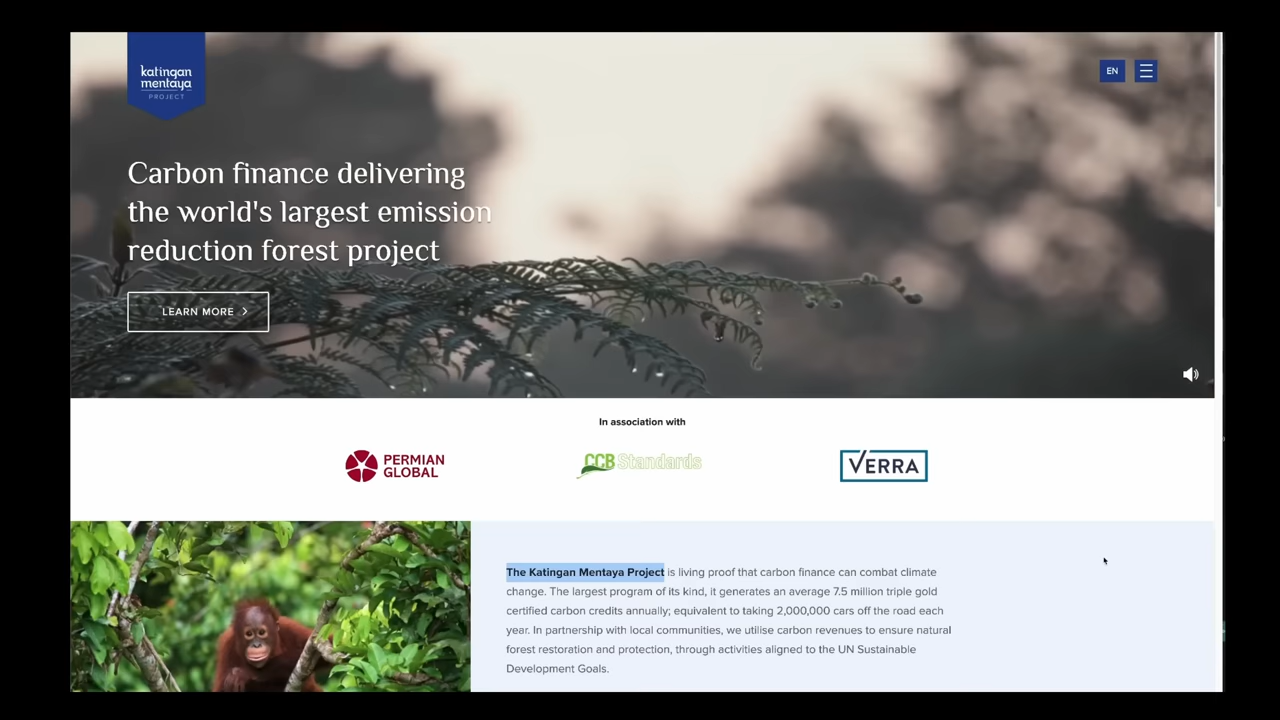 katingan
mentaya
PROJECT
EN
Carbon finance delivering
the world's largest emission
reduction forest project
LEARN MORE
In association with
PERMIAN
GLOBAL
CCB Standards
VERRA
The Katingan Mentaya Project is living proof that carbon finance can combat climate
change. The largest program of its kind, it generates an average 7.5 million triple gold
certified carbon credits annually; equivalent to taking 2,000,000 cars off the road each
year. In partnership with local communities, we utilise carbon revenues to ensure natural
forest restoration and protection, through activities aligned to the UN Sustainable
Development Goals.